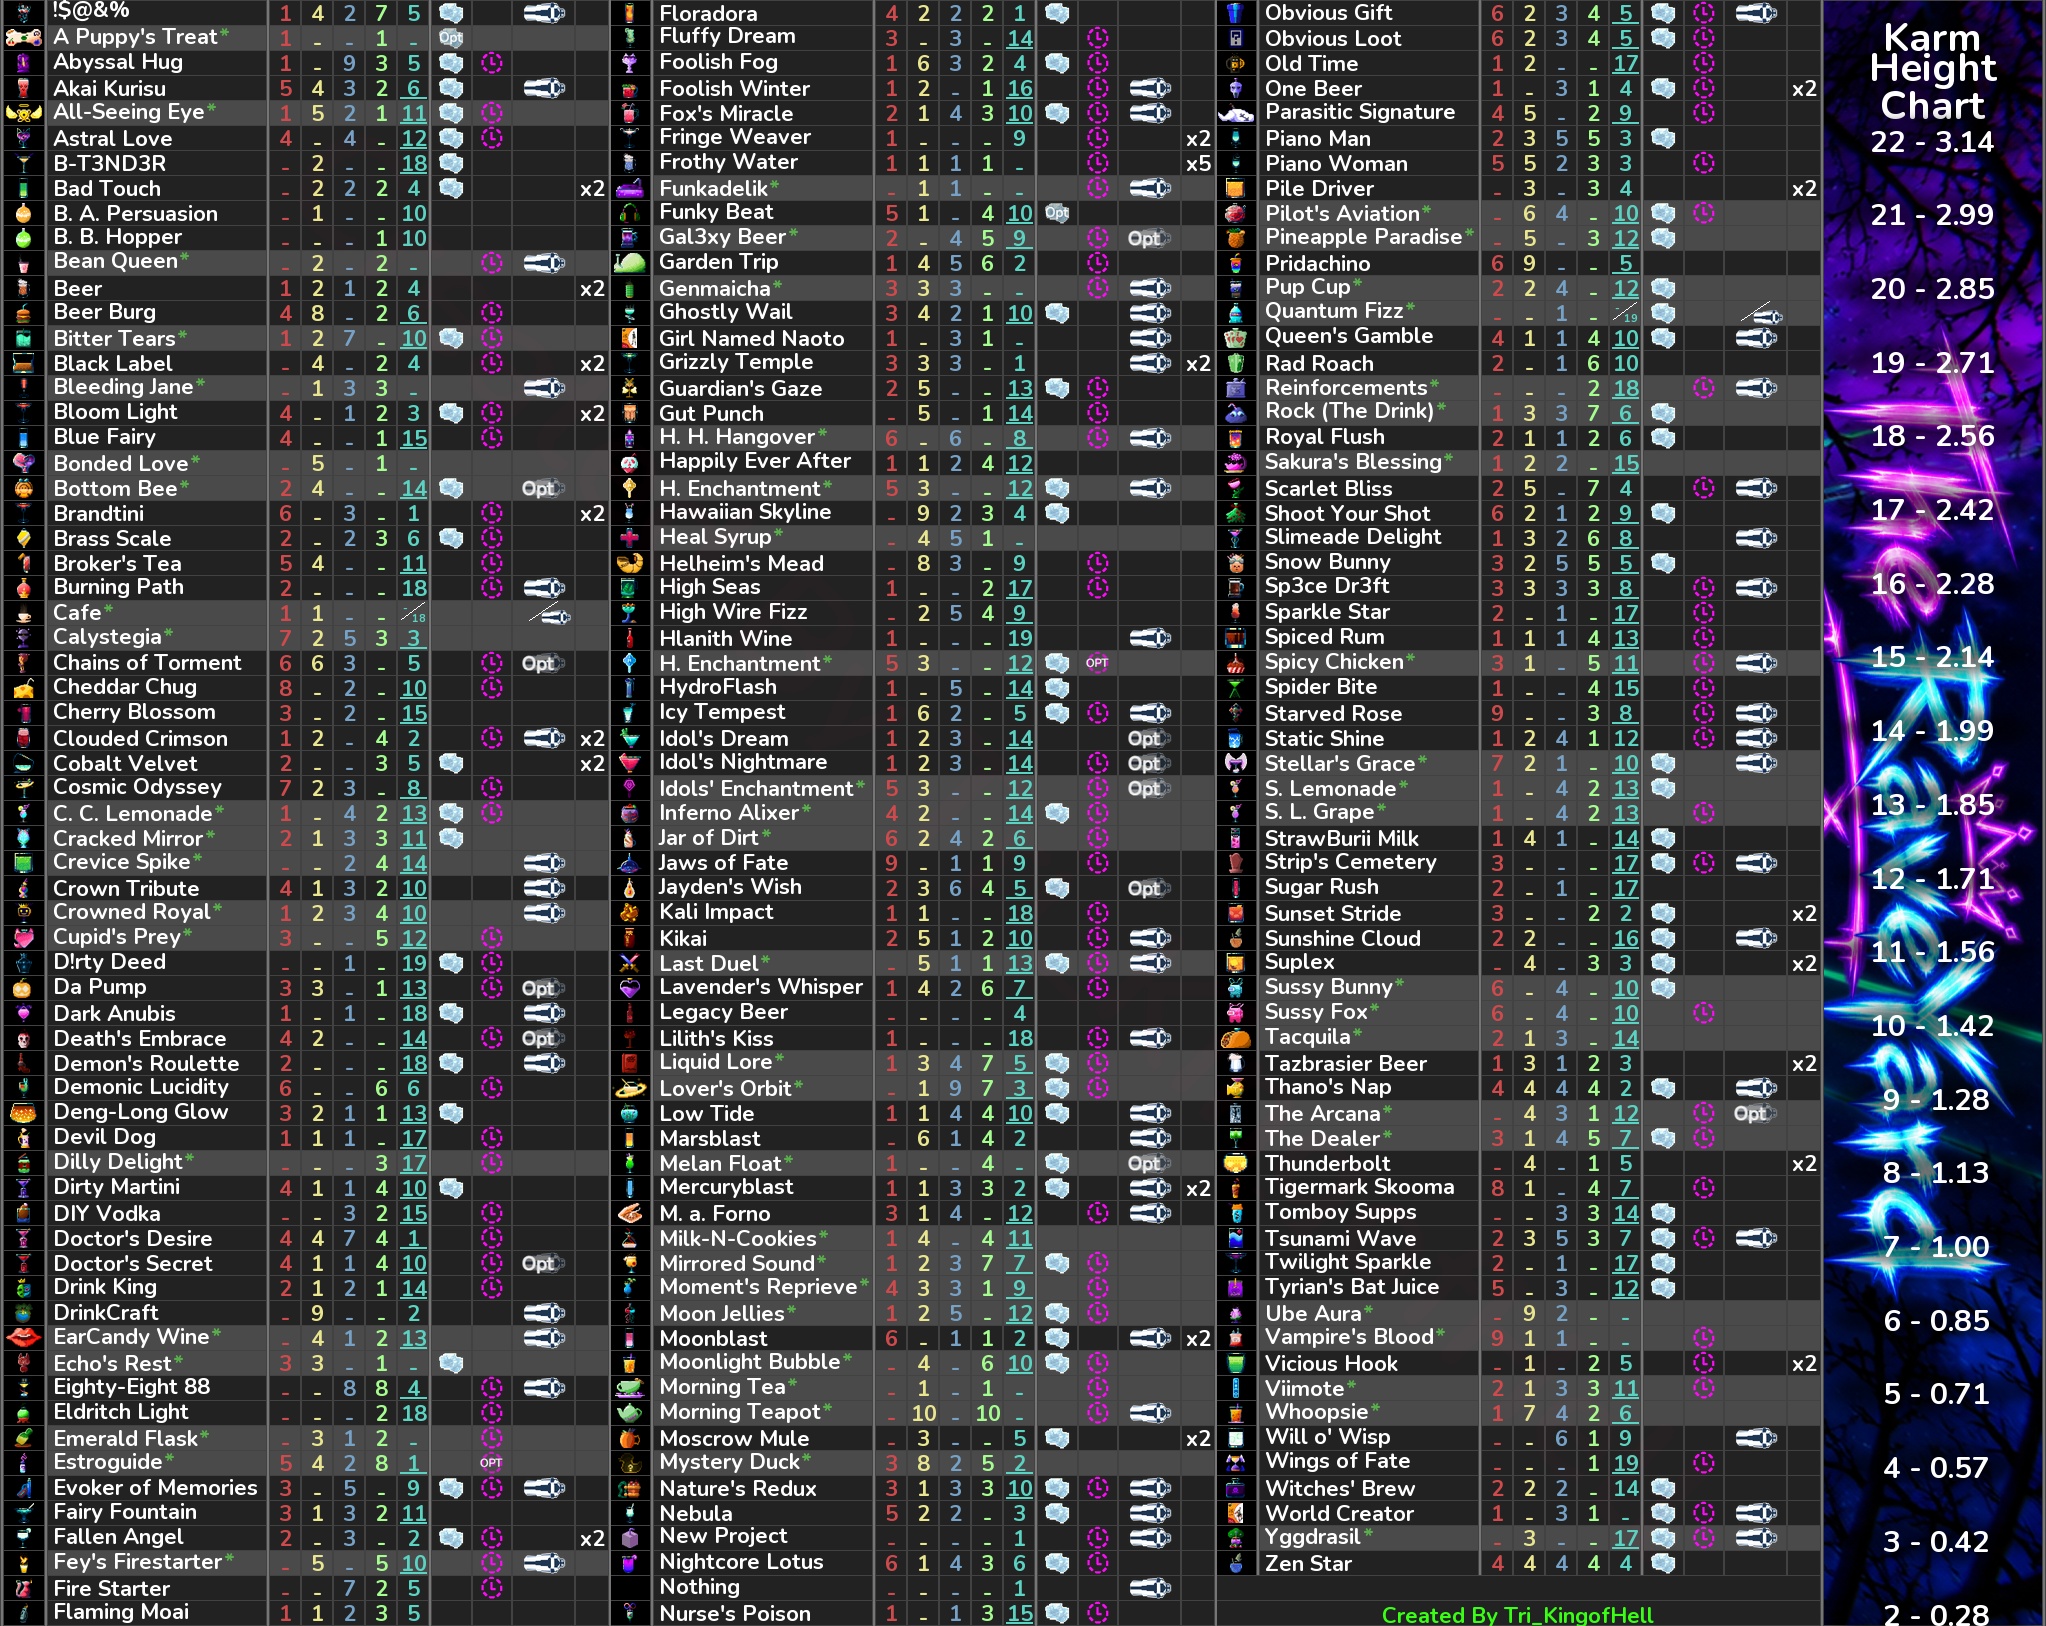 !$@&% 1 4 2 7 5
A Puppy's Treat* 1 - - 1 - Opt
Abyssal Hug 1 - 9 3 5
Akai Kurisu 5 4 3 2 6
All-Seeing Eye* 1 5 2 1 11
Astral Love 4 - 4 - 12
B-T3ND3R - 2 - - 18
Bad Touch - 2 2 2 4 x2
B. A. Persuasion - 1 - - 10
B. B. Hopper - - - 1 10
Bean Queen* - 2 - 2 -
Beer 1 2 1 2 4 x2
Beer Burg 4 8 - 2 6
Bitter Tears* 1 2 7 - 10
Black Label - 4 - 2 4 x2
Bleeding Jane* - 1 3 3 -
Bloom Light 4 - 1 2 3 x2
Blue Fairy 4 - - 1 15
Bonded Love* - 5 - 1 -
Bottom Bee* 2 4 - - 14 Opt
Brandtini 6 - 3 - 1 x2
Brass Scale 2 - 2 3 6
Broker's Tea 5 4 - - 11
Burning Path 2 - - - 18
Cafe* 1 1 - - -/18
Calystegia* 7 2 5 3 3
Chains of Torment 6 6 3 - 5 Opt
Cheddar Chug 8 - 2 - 10
Cherry Blossom 3 - 2 - 15
Clouded Crimson 1 2 - 4 2 x2
Cobalt Velvet 2 - - 3 5 x2
Cosmic Odyssey 7 2 3 - 8
C. C. Lemonade* 1 - 4 2 13
Cracked Mirror* 2 1 3 3 11
Crevice Spike* - - 2 4 14
Crown Tribute 4 1 3 2 10
Crowned Royal* 1 2 3 4 10
Cupid's Prey* 3 - - 5 12
D!rty Deed - - 1 - 19
Da Pump 3 3 - 1 13 Opt
Dark Anubis 1 - 1 - 18
Death's Embrace 4 2 - - 14 Opt
Demon's Roulette 2 - - - 18
Demonic Lucidity 6 - - 6 6
Deng-Long Glow 3 2 1 1 13
Devil Dog 1 1 1 - 17
Dilly Delight* - - - 3 17
Dirty Martini 4 1 1 4 10
DIY Vodka - - 3 2 15
Doctor's Desire 4 4 7 4 1
Doctor's Secret 4 1 1 4 10 Opt
Drink King 2 1 2 1 14
DrinkCraft - 9 - - 2
EarCandy Wine* - 4 1 2 13
Echo's Rest* 3 3 - 1 -
Eighty-Eight 88 - - 8 8 4
Eldritch Light - - - 2 18
Emerald Flask* - 3 1 2 -
Estroguide* 5 4 2 8 1 OPT
Evoker of Memories 3 - 5 - 9
Fairy Fountain 3 1 3 2 11
Fallen Angel 2 - 3 - 2 x2
Fey's Firestarter* - 5 - 5 10
Fire Starter - - 7 2 5
Flaming Moai 1 1 2 3 5
Floradora 4 2 2 2 1
Fluffy Dream 3 - 3 - 14
Foolish Fog 1 6 3 2 4
Foolish Winter 1 2 - 1 16
Fox's Miracle 2 1 4 3 10
Fringe Weaver 1 - - - 9 x2
Frothy Water 1 1 1 1 - x5
Funkadelik* - 1 1 - -
Funky Beat 5 1 - 4 10 Opt
Gal3xy Beer* 2 - 4 5 9 Opt
Garden Trip 1 4 5 6 2
Genmaicha* 3 3 3 - -
Ghostly Wail 3 4 2 1 10
Girl Named Naoto 1 - 3 1 -
Grizzly Temple 3 3 3 - 1 x2
Guardian's Gaze 2 5 - - 13
Gut Punch - 5 - 1 14
H. H. Hangover* 6 - 6 - 8
Happily Ever After 1 1 2 4 12
H. Enchantment* 5 3 - - 12
Hawaiian Skyline - 9 2 3 4
Heal Syrup* - 4 5 1 -
Helheim's Mead - 8 3 - 9
High Seas 1 - - 2 17
High Wire Fizz - 2 5 4 9
Hlanith Wine 1 - - - 19
H. Enchantment* 5 3 - - 12 OPT
HydroFlash 1 - 5 - 14
Icy Tempest 1 6 2 - 5
Idol's Dream 1 2 3 - 14 Opt
Idol's Nightmare 1 2 3 - 14 Opt
Idols' Enchantment* 5 3 - - 12 Opt
Inferno Alixer* 4 2 - - 14
Jar of Dirt* 6 2 4 2 6
Jaws of Fate 9 - 1 1 9
Jayden's Wish 2 3 6 4 5 Opt
Kali Impact 1 1 - - 18
Kikai 2 5 1 2 10
Last Duel* - 5 1 1 13
Lavender's Whisper 1 4 2 6 7
Legacy Beer - - - - 4
Lilith's Kiss 1 - - - 18
Liquid Lore* 1 3 4 7 5
Lover's Orbit* - 1 9 7 3
Low Tide 1 1 4 4 10
Marsblast - 6 1 4 2
Melan Float* 1 - - 4 - Opt
Mercuryblast 1 1 3 3 2 x2
M. a. Forno 3 1 4 - 12
Milk-N-Cookies* 1 4 - 4 11
Mirrored Sound* 1 2 3 7 7
Moment's Reprieve* 4 3 3 1 9
Moon Jellies* 1 2 5 - 12
Moonblast 6 - 1 1 2 x2
Moonlight Bubble* - 4 - 6 10
Morning Tea* - 1 - 1 -
Morning Teapot* - 10 - 10 -
Moscrow Mule - 3 - - 5 x2
Mystery Duck* 3 8 2 5 2
Nature's Redux 3 1 3 3 10
Nebula 5 2 2 - 3
New Project - - - - 1
Nightcore Lotus 6 1 4 3 6
Nothing - - - - 1
Nurse's Poison 1 - 1 3 15
Obvious Gift 6 2 3 4 5
Obvious Loot 6 2 3 4 5
Old Time 1 2 - - 17
One Beer 1 - 3 1 4 x2
Parasitic Signature 4 5 - 2 9
Piano Man 2 3 5 5 3
Piano Woman 5 5 2 3 3
Pile Driver - 3 - 3 4 x2
Pilot's Aviation* - 6 4 - 10
Pineapple Paradise* - 5 - 3 12
Pridachino 6 9 - - 5
Pup Cup* 2 2 4 - 12
Quantum Fizz* - - 1 - -/19
Queen's Gamble 4 1 1 4 10
Rad Roach 2 - 1 6 10
Reinforcements* - - - 2 18
Rock (The Drink)* 1 3 3 7 6
Royal Flush 2 1 1 2 6
Sakura's Blessing* 1 2 2 - 15
Scarlet Bliss 2 5 - 7 4
Shoot Your Shot 6 2 1 2 9
Slimeade Delight 1 3 2 6 8
Snow Bunny 3 2 5 5 5
Sp3ce Dr3ft 3 3 3 3 8
Sparkle Star 2 - 1 - 17
Spiced Rum 1 1 1 4 13
Spicy Chicken* 3 1 - 5 11
Spider Bite 1 - - 4 15
Starved Rose 9 - - 3 8
Static Shine 1 2 4 1 12
Stellar's Grace* 7 2 1 - 10
S. Lemonade* 1 - 4 2 13
S. L. Grape* 1 - 4 2 13
StrawBurii Milk 1 4 1 - 14
Strip's Cemetery 3 - - - 17
Sugar Rush 2 - 1 - 17
Sunset Stride 3 - - 2 2 x2
Sunshine Cloud 2 2 - - 16
Suplex - 4 - 3 3 x2
Sussy Bunny* 6 - 4 - 10
Sussy Fox* 6 - 4 - 10
Tacquila* 2 1 3 - 14
Tazbrasier Beer 1 3 1 2 3 x2
Thano's Nap 4 4 4 4 2
The Arcana* - 4 3 1 12 Opt
The Dealer* 3 1 4 5 7
Thunderbolt - 4 - 1 5 x2
Tigermark Skooma 8 1 - 4 7
Tomboy Supps - - 3 3 14
Tsunami Wave 2 3 5 3 7
Twilight Sparkle 2 - 1 - 17
Tyrian's Bat Juice 5 - 3 - 12
Ube Aura* - 9 2 - -
Vampire's Blood* 9 1 1 - -
Vicious Hook - 1 - 2 5 x2
Viimote* 2 1 3 3 11
Whoopsie* 1 7 4 2 6
Will o' Wisp - - 6 1 9
Wings of Fate - - - 1 19
Witches' Brew 2 2 2 - 14
World Creator 1 - 3 1 -
Yggdrasil* - 3 - - 17
Zen Star 4 4 4 4 4
Created By Tri_KingofHell
Karm
Height
Chart
22 - 3.14
21 - 2.99
20 - 2.85
19 - 2.71
18 - 2.56
17 - 2.42
16 - 2.28
15 - 2.14
14 - 1.99
13 - 1.85
12 - 1.71
11 - 1.56
10 - 1.42
9 - 1.28
8 - 1.13
7 - 1.00
6 - 0.85
5 - 0.71
4 - 0.57
3 - 0.42
2 - 0.28